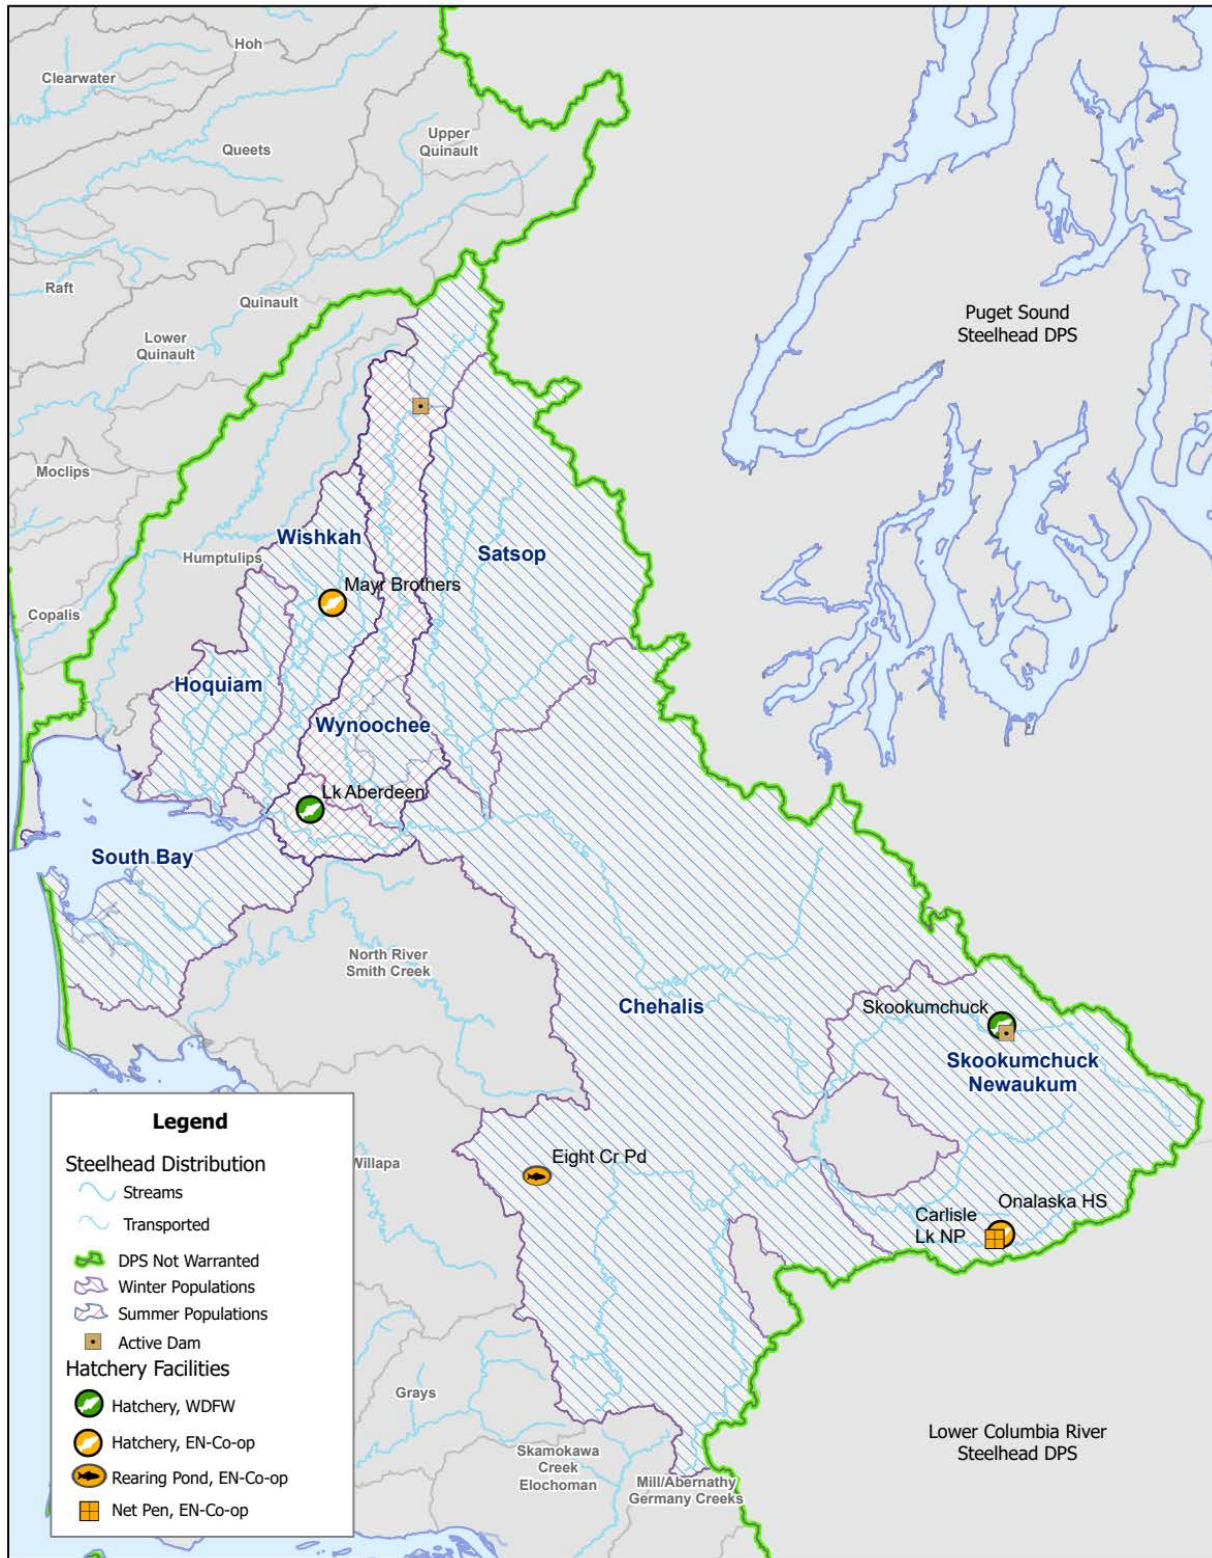 Hoh
Clearwater
Upper
Quinault
Queets
Raft
Quinault
Puget Sound
Steelhead DPS
Lower
Quinault
Moclips
Wishkah
Satsop
Humptulips
Mayr Brothers
Copalis
Hoquiam
Wynoochee
Lk Aberdeen
South Bay
North River
Smith Creek
Chehalis
Skookumchuck
Skookumchuck
Newaukum
Eight Cr Pd
Willapa
Onalaska HS
Carlisle
Lk NP
Legend
Steelhead Distribution
Streams
Transported
DPS Not Warranted
Winter Populations
Summer Populations
Active Dam
Hatchery Facilities
Hatchery, WDFW
Hatchery, EN-Co-op
Rearing Pond, EN-Co-op
Net Pen, EN-Co-op
Grays
Skamokawa
Creek
Elochoman
Mill/Abernathy
Germany Creeks
Lower Columbia River
Steelhead DPS